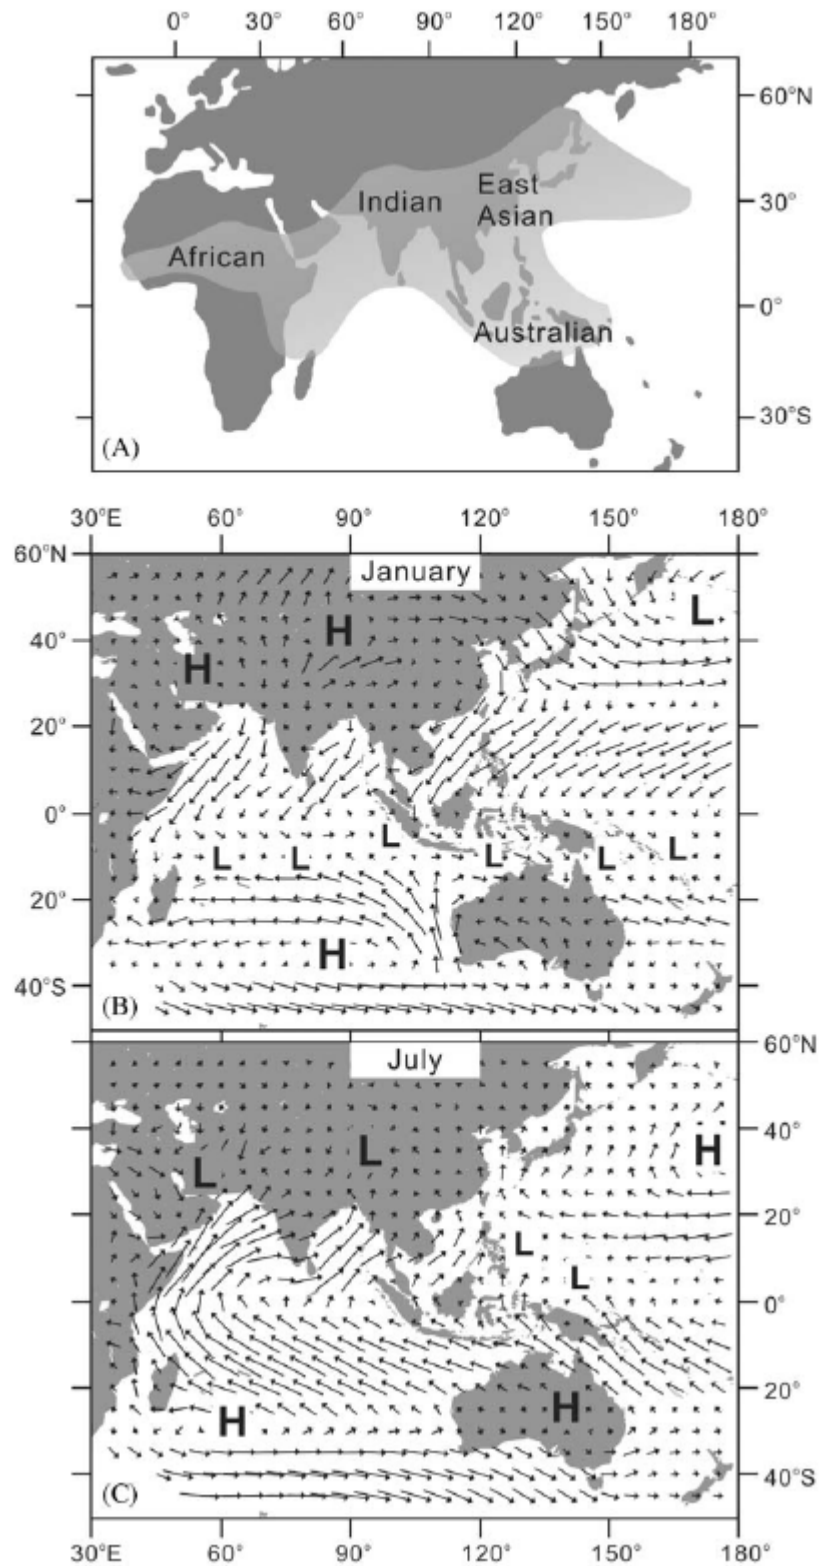 0° 30° 60° 90° 120° 150° 180°
60°N
30°
0°
30°S
African
Indian
East
Asian
Australian
(A)
30°E 60° 90° 120° 150° 180°
60°N
40°
20°
0°
20°
40°S
January
H
H
L
L
L
L
L
L
L
H
(B)
July
60°N
40°
20°
0°
20°
40°S
L
L
H
L
L
H
H
(C)
30°E 60° 90° 120° 150° 180°